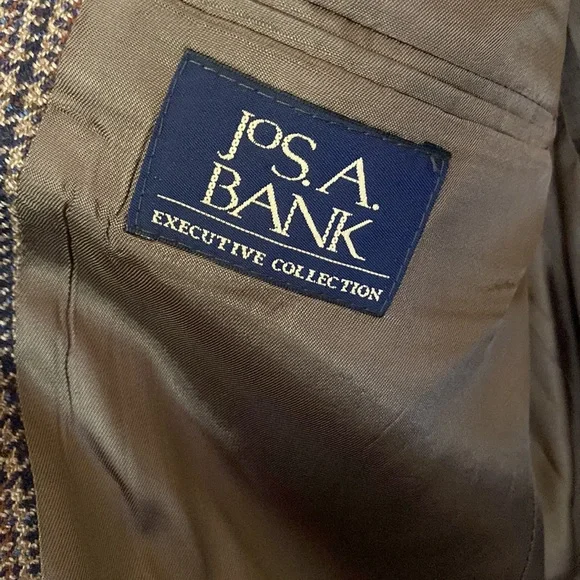 JOS. A.
BANK
EXECUTIVE COLLECTION